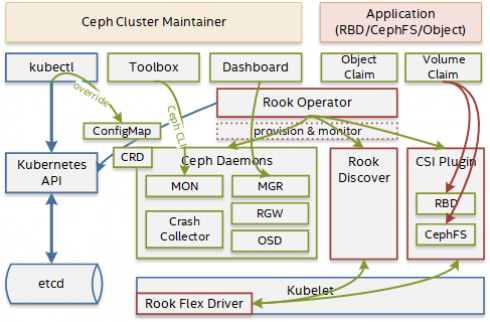 Ceph Cluster Maintainer
Application
(RBD/CephFS/Object)
kubectl
Toolbox
Dashboard
Object
Claim
Volume
Claim
override
Ceph CLI
Rook Operator
ConfigMap
provision & monitor
CRD
Kubernetes
API
Ceph Daemons
MON
MGR
Crash
Collector
RGW
OSD
Rook
Discover
CSI Plugin
RBD
CephFS
etcd
Kubelet
Rook Flex Driver